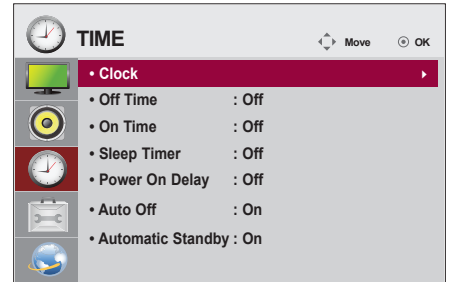 TIME
Move OK
• Clock
• Off Time : Off
• On Time : Off
• Sleep Timer : Off
• Power On Delay : Off
• Auto Off : On
• Automatic Standby : On